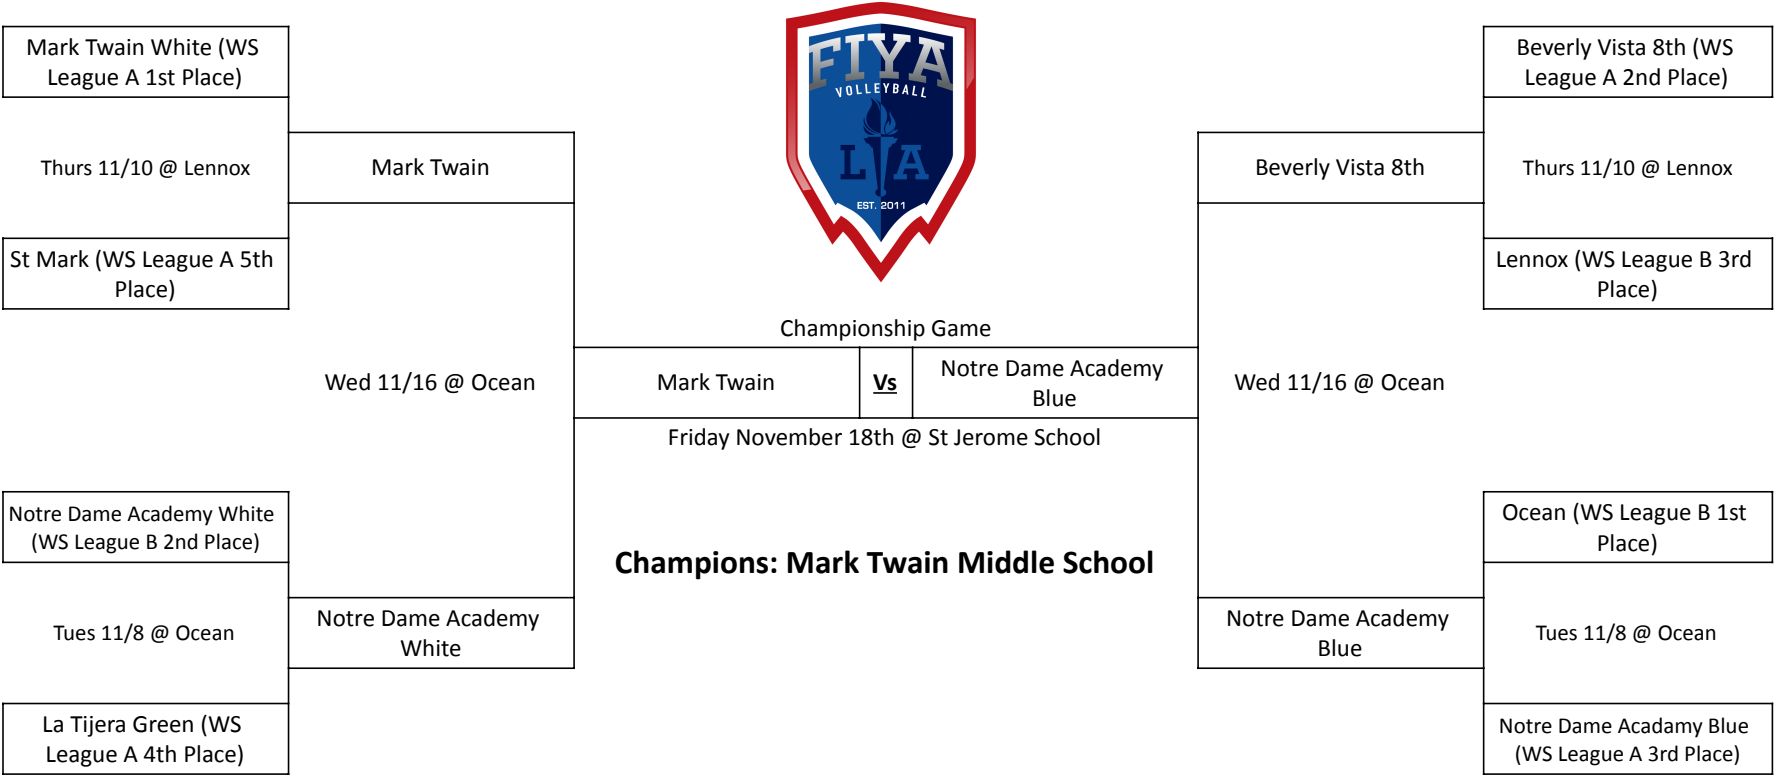 FIYA
VOLLEYBALL
L A
EST. 2011
Mark Twain White (WS
League A 1st Place)
Thurs 11/10 @ Lennox
St Mark (WS League A 5th
Place)
Mark Twain
Wed 11/16 @ Ocean
Notre Dame Academy White
(WS League B 2nd Place)
Tues 11/8 @ Ocean
La Tijera Green (WS
League A 4th Place)
Notre Dame Academy
White
Championship Game
Mark Twain
Vs
Notre Dame Academy
Blue
Friday November 18th @ St Jerome School
Champions: Mark Twain Middle School
Beverly Vista 8th
Wed 11/16 @ Ocean
Notre Dame Academy
Blue
Beverly Vista 8th (WS
League A 2nd Place)
Thurs 11/10 @ Lennox
Lennox (WS League B 3rd
Place)
Ocean (WS League B 1st
Place)
Tues 11/8 @ Ocean
Notre Dame Acadamy Blue
(WS League A 3rd Place)